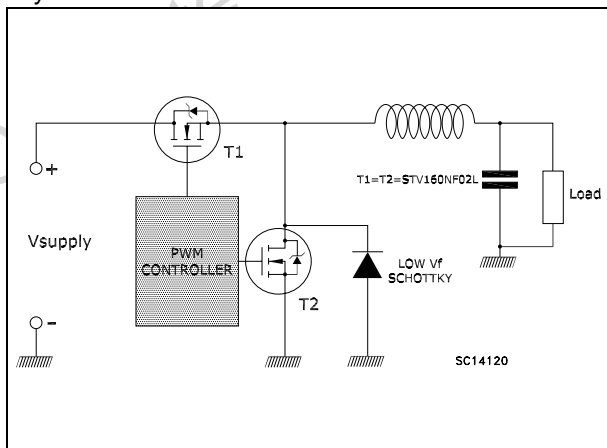 T1
+
T1=T2=STV160NF02L
Load
Vsupply
PWM
CONTROLLER
LOW Vf
SCHOTTKY
T2
-
SC14120